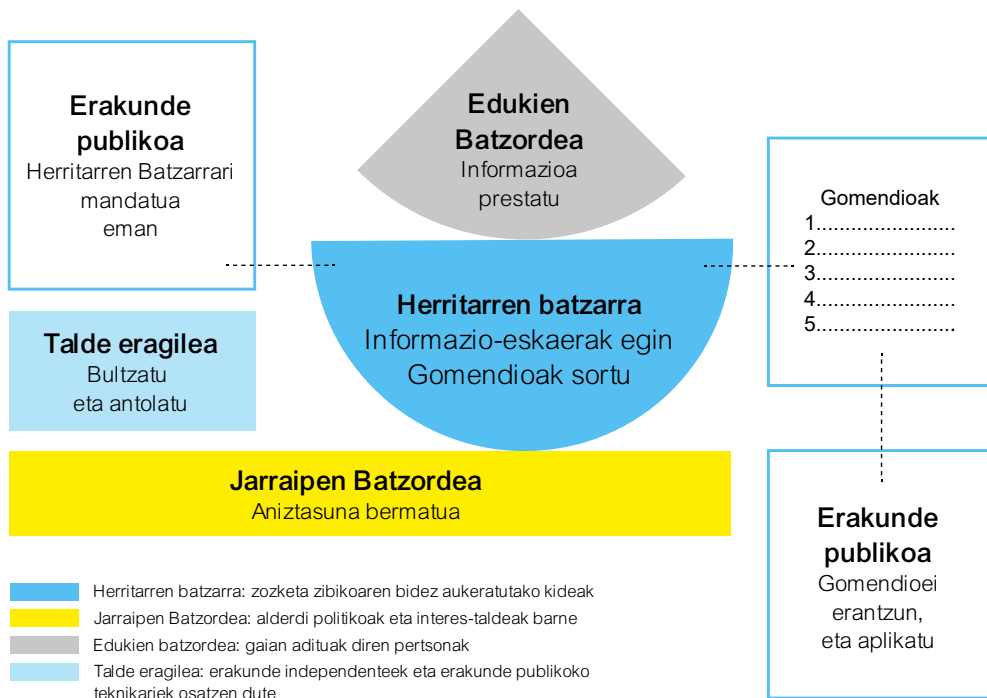 Erakunde
publikoa
Herritarren Batzarrari
mandatua
eman
Edukien
Batzordea
Informazioa
prestatu
Gomendioak
1........................
2........................
3........................
4........................
5........................
Herritarren batzarra
Informazio-eskaerak egin
Gomendioak sortu
Talde eragilea
Bultzatu
eta antolatu
Jarraipen Batzordea
Aniztasuna bermatua
Erakunde
publikoa
Gomendioei
erantzun,
eta aplikatu
Herritarren batzarra: zozketa zibikoaren bidez aukeratutako kideak
Jarraipen Batzordea: alderdi politikoak eta interes-taldeak barne
Edukien batzordea: gaian adituak diren pertsonak
Talde eragilea: erakunde independenteek eta erakunde publikoko
teknikariek osatzen dute